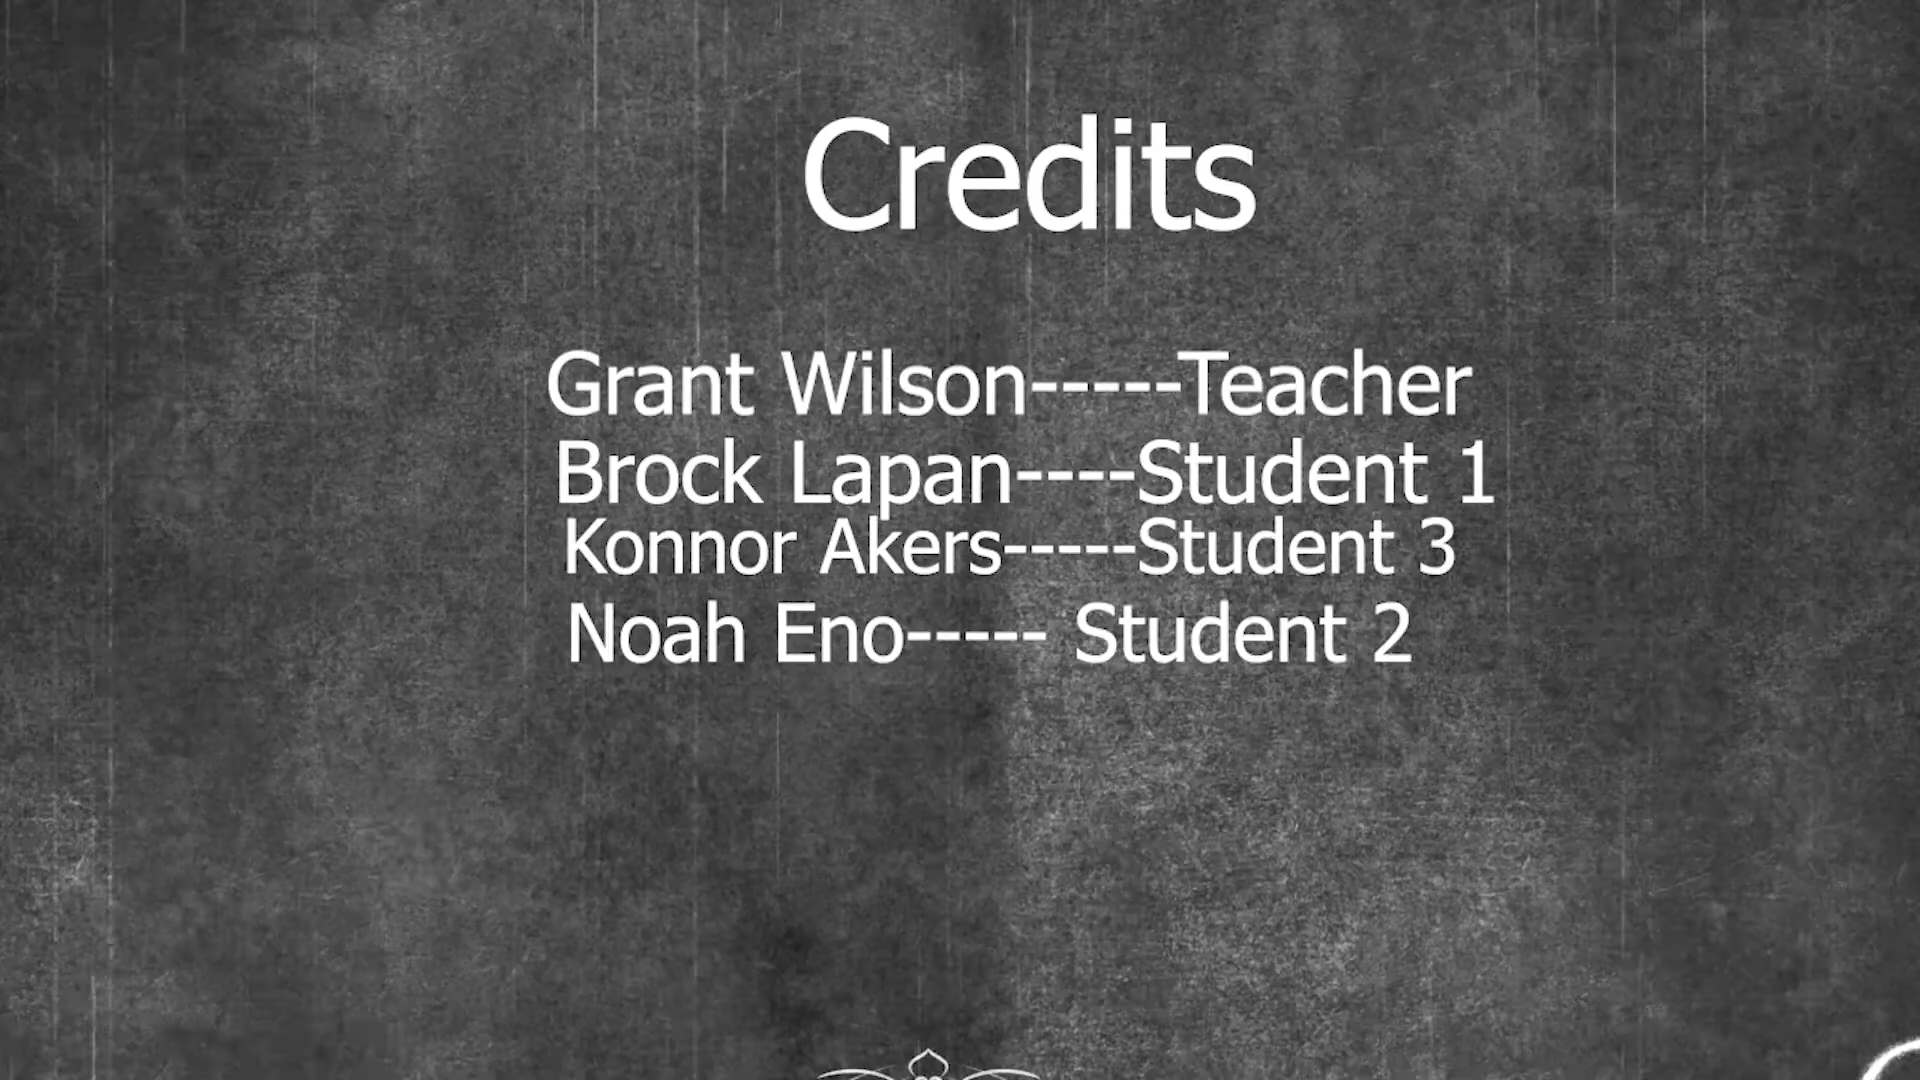 Credits
Grant Wilson-----Teacher
Brock Lapan----Student 1
Konnor Akers-----Student 3
Noah Eno----- Student 2